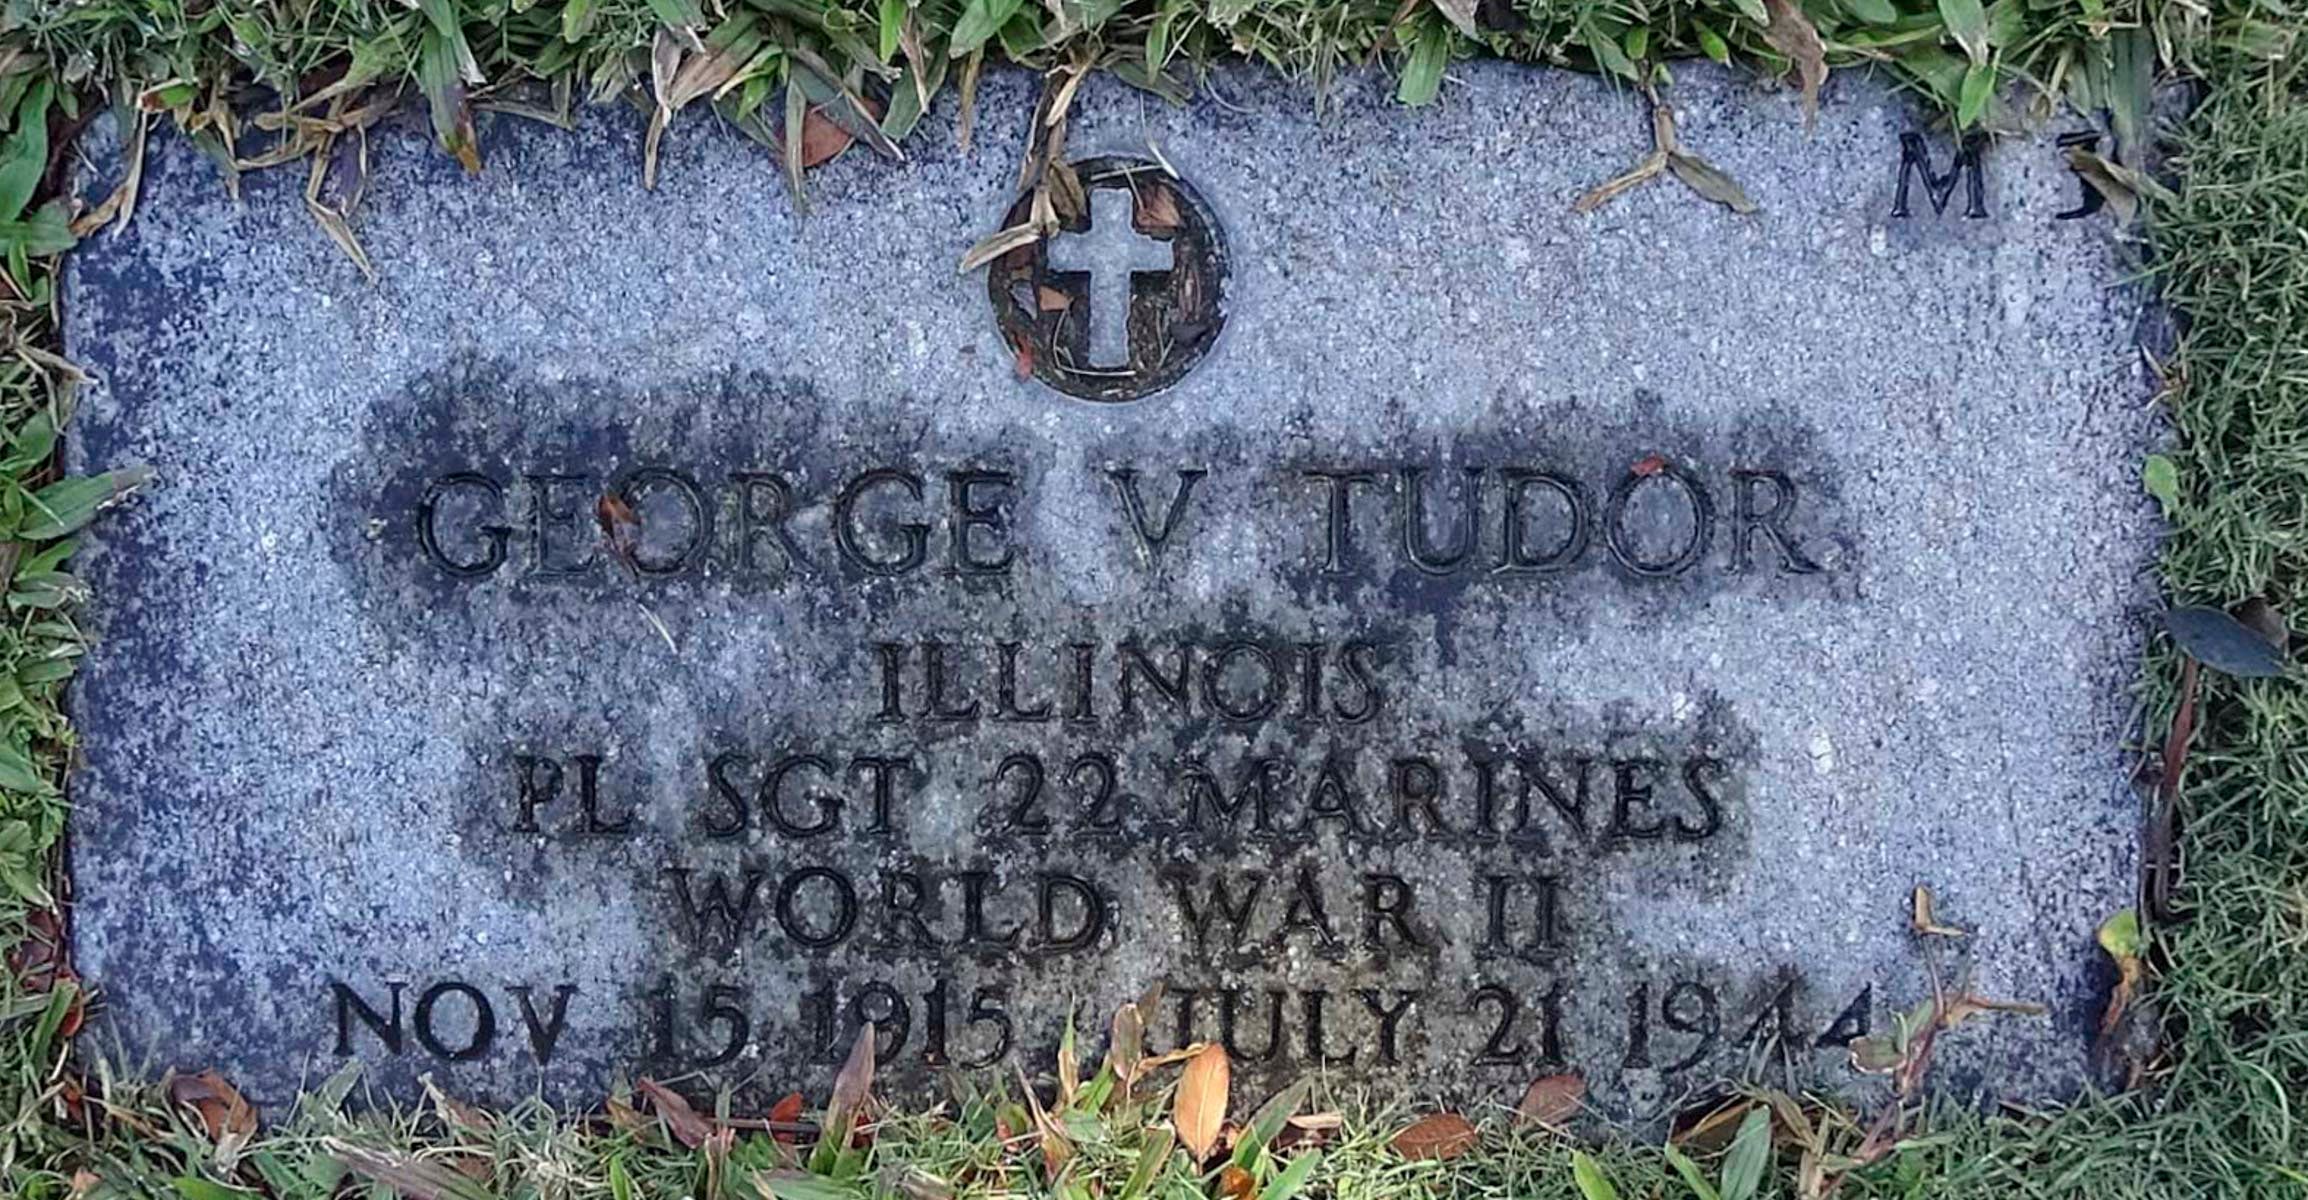 M
GEORGE V TUDOR
ILLINOIS
PL SGT 22 MARINES
WORLD WAR II
NOV 15 1915 JULY 21 1944